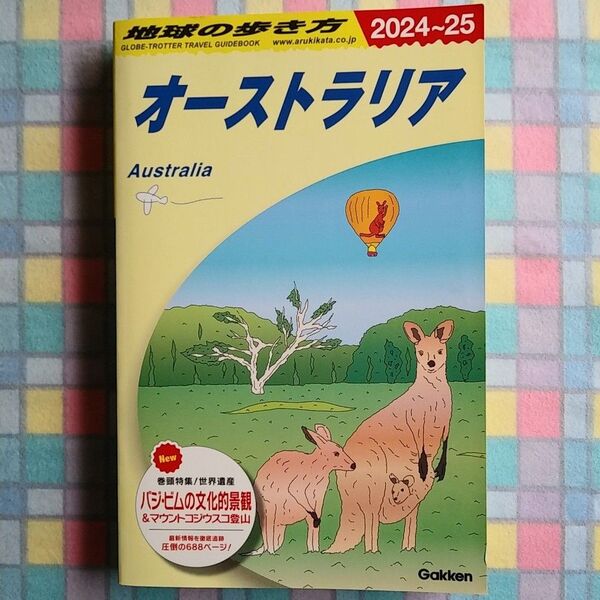 地球の歩き方
GLOBE-TROTTER TRAVEL GUIDEBOOK
www.arukikata.co.jp
2024~25
オーストラリア
Australia
New
巻頭特集/世界遺産
バジ・ビムの文化的景観
&マウントコジウスコ登山
最新情報を徹底追跡
圧倒の688ページ!
Gakken